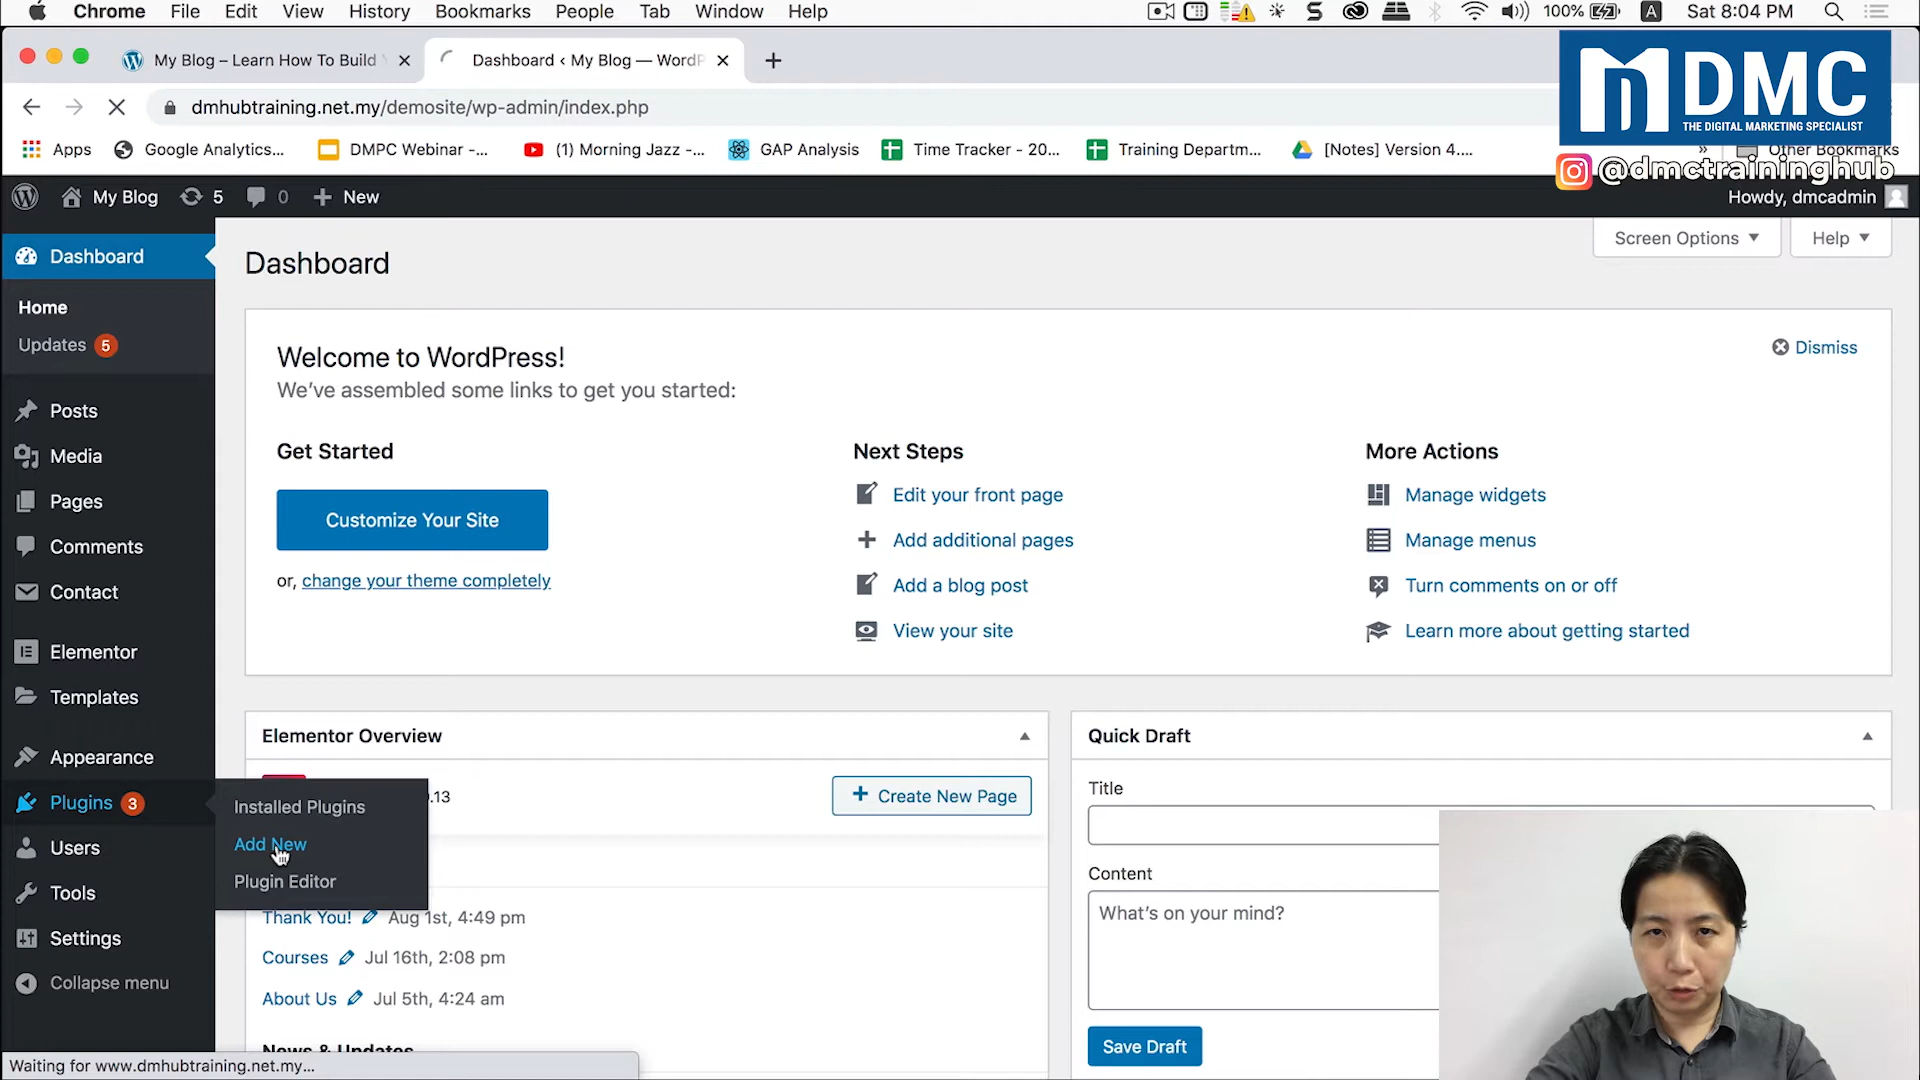 Chrome File Edit View History Bookmarks People Tab Window Help 100% A Sat 8:04 PM
My Blog – Learn How To Build Dashboard ‹ My Blog — WordP
dmhubtraining.net.my/demosite/wp-admin/index.php
DMC
THE DIGITAL MARKETING SPECIALIST
Apps Google Analytics... DMPC Webinar -... (1) Morning Jazz -... GAP Analysis Time Tracker - 20... Training Departm... [Notes] Version 4.... » Other Bookmarks
@dmctraininghub
My Blog 5 0 New Howdy, dmcadmin
Screen Options Help
Dashboard
Home
Updates 5
Posts
Media
Pages
Comments
Contact
Elementor
Templates
Appearance
Plugins 3
Users
Tools
Settings
Collapse menu
Installed Plugins
Add New
Plugin Editor
Dashboard
Welcome to WordPress!
Dismiss
We’ve assembled some links to get you started:
Get Started
Customize Your Site
or, change your theme completely
Next Steps
Edit your front page
Add additional pages
Add a blog post
View your site
More Actions
Manage widgets
Manage menus
Turn comments on or off
Learn more about getting started
Elementor Overview
.13
Create New Page
Thank You! Aug 1st, 4:49 pm
Courses Jul 16th, 2:08 pm
About Us Jul 5th, 4:24 am
News & Updates
Quick Draft
Title
Content
What’s on your mind?
Save Draft
Waiting for www.dmhubtraining.net.my...